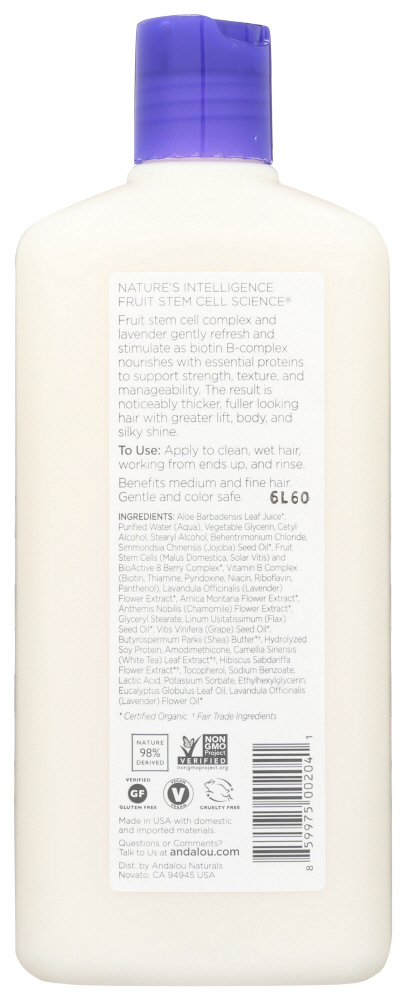 NATURE'S INTELLIGENCE
FRUIT STEM CELL SCIENCE®
Fruit stem cell complex and
lavender gently refresh and
stimulate as biotin B-complex
nourishes with essential proteins
to support strength, texture, and
manageability. The result is
noticeably thicker, fuller looking
hair with greater lift, body, and
silky shine.
To Use: Apply to clean, wet hair,
working from ends up, and rinse.
Benefits medium and fine hair.
Gentle and color safe. 6L60
INGREDIENTS: Aloe Barbadensis Leaf Juice*,
Purified Water (Aqua), Vegetable Glycerin, Cetyl
Alcohol, Stearyl Alcohol, Behentrimonium Chloride,
Simmondsia Chinensis (Jojoba) Seed Oil*, Fruit
Stem Cells (Malus Domestica, Solar Vitis) and
BioActive 8 Berry Complex*, Vitamin B Complex
(Biotin, Thiamine, Pyridoxine, Niacin, Riboflavin,
Panthenol), Lavandula Officinalis (Lavender)
Flower Extract*, Arnica Montana Flower Extract*,
Anthemis Nobilis (Chamomile) Flower Extract*,
Glyceryl Stearate, Linum Usitatissimum (Flax)
Seed Oil*, Vitis Vinifera (Grape) Seed Oil*,
Butyrospermum Parkii (Shea) Butter*†, Hydrolyzed
Soy Protein, Amodimethicone, Camellia Sinensis
(White Tea) Leaf Extract*†, Hibiscus Sabdariffa
Flower Extract*†, Tocopherol, Sodium Benzoate,
Lactic Acid, Potassium Sorbate, Ethylhexylglycerin,
Eucalyptus Globulus Leaf Oil, Lavandula Officinalis
(Lavender) Flower Oil*
* Certified Organic † Fair Trade Ingredients
NATURE
98%
DERIVED
NON
GMO
Project
VERIFIED
nongmoproject.org
VERIFIED
GF
GLUTEN FREE
VEGAN
V
VEGAN
CRUELTY FREE
Made in USA with domestic
and imported materials.
Questions or Comments?
Talk to Us at andalou.com
Dist. by Andalou Naturals
Novato, CA 94945 USA
8 59975 00204 1